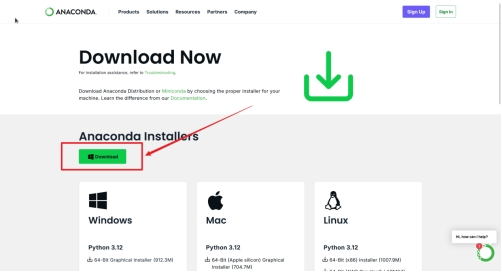 ANACONDA.
Products Solutions Resources Partners Company
Sign Up
Sign In
Download Now
For installation assistance, refer to Troubleshooting.
Download Anaconda Distribution or Miniconda by choosing the proper installer for your
machine. Learn the difference from our Documentation.
Anaconda Installers
Download
Windows
Python 3.12
64-Bit Graphical Installer (912.3M)
Mac
Python 3.12
64-Bit (Apple silicon) Graphical
Installer (704.7M)
Linux
Python 3.12
64-Bit (x86) Installer (1007.9M)
Hi, how can I help?